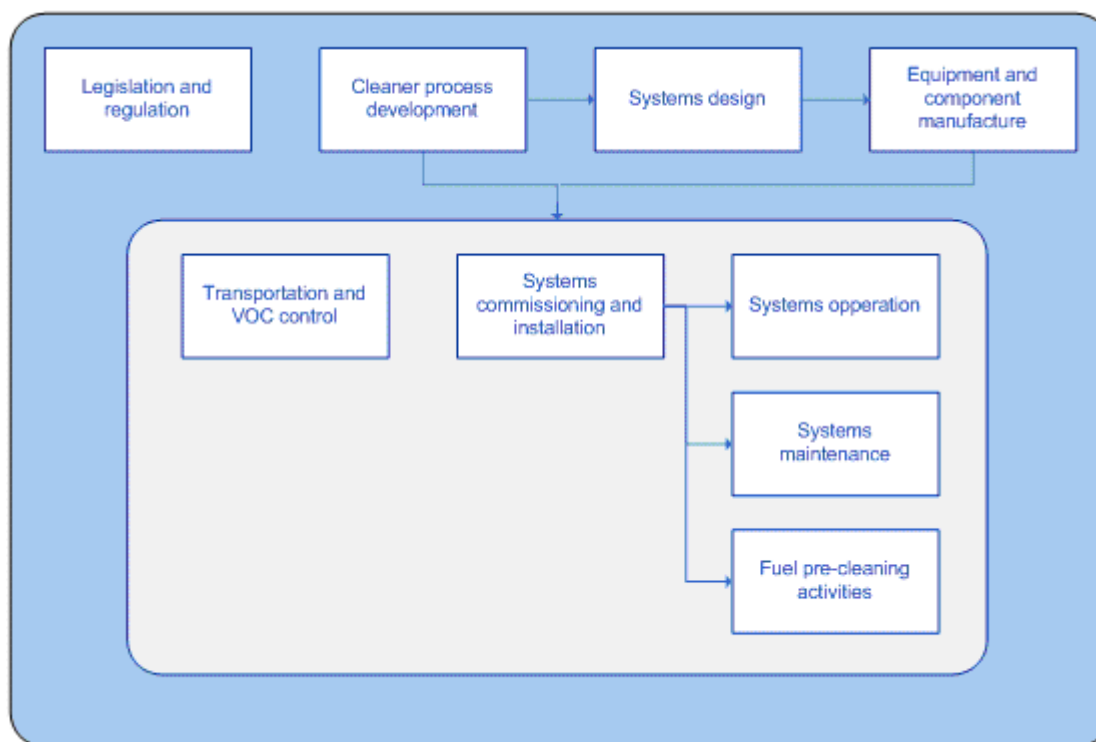 Legislation and
regulation
Cleaner process
development
Systems design
Equipment and
component
manufacture
Transportation and
VOC control
Systems
commissioning and
installation
Systems opperation
Systems
maintenance
Fuel pre-cleaning
activities